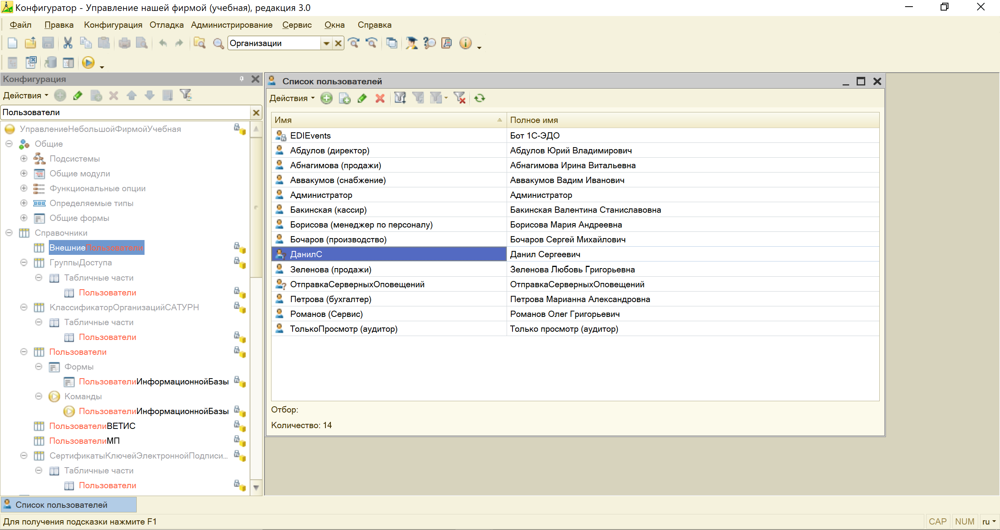 Конфигуратор - Управление нашей фирмой (учебная), редакция 3.0
Файл Правка Конфигурация Отладка Администрирование Сервис Окна Справка
Организации
Конфигурация
Действия
Пользователи
УправлениеНебольшойФирмойУчебная
Общие
Подсистемы
Общие модули
Функциональные опции
Определяемые типы
Общие формы
Справочники
ВнешниеПользователи
ГруппыДоступа
Табличные части
Пользователи
КлассификаторОрганизацийСАТУРН
Табличные части
Пользователи
Пользователи
Формы
ПользователиИнформационнойБазы
Команды
ПользователиИнформационнойБазы
ПользователиВЕТИС
ПользователиМП
СертификатыКлючейЭлектроннойПодписи...
Табличные части
Пользователи
Список пользователей
Действия
Имя Полное имя
EDIEvents Бот 1С-ЭДО
Абдулов (директор) Абдулов Юрий Владимирович
Абнагимова (продажи) Абнагимова Ирина Витальевна
Аввакумов (снабжение) Аввакумов Вадим Иванович
Администратор Администратор
Бакинская (кассир) Бакинская Валентина Станиславовна
Борисова (менеджер по персоналу) Борисова Мария Андреевна
Бочаров (производство) Бочаров Сергей Михайлович
ДанилС Данил Сергеевич
Зеленова (продажи) Зеленова Любовь Григорьевна
ОтправкаСерверныхОповещений ОтправкаСерверныхОповещений
Петрова (бухгалтер) Петрова Марианна Александровна
Романов (Сервис) Романов Олег Григорьевич
ТолькоПросмотр (аудитор) Только просмотр (аудитор)
Отбор:
Количество: 14
Список пользователей
Для получения подсказки нажмите F1
CAP NUM ru